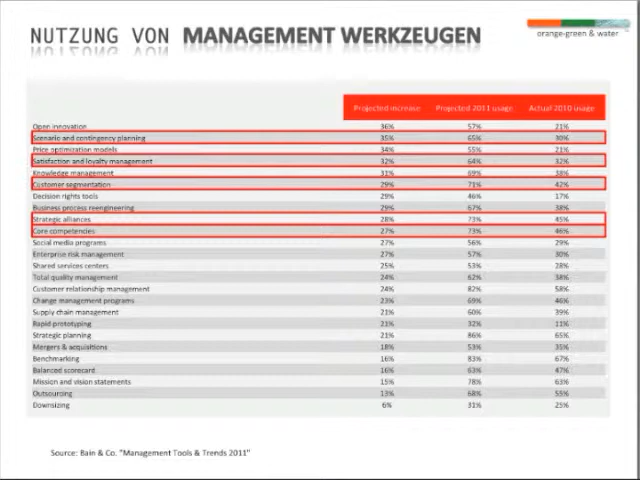 NUTZUNG VON MANAGEMENT WERKZEUGEN
orange-green & water
Projected increase Projected 2011 usage Actual 2010 usage
Open innovation 36% 57% 21%
Scenario and contingency planning 35% 65% 30%
Price optimization models 34% 55% 21%
Satisfaction and loyalty management 32% 64% 32%
Knowledge management 31% 69% 38%
Customer segmentation 29% 71% 42%
Decision rights tools 29% 46% 17%
Business process reengineering 29% 67% 38%
Strategic alliances 28% 73% 45%
Core competencies 27% 73% 46%
Social media programs 27% 56% 29%
Enterprise risk management 27% 57% 30%
Shared services centers 25% 53% 28%
Total quality management 24% 62% 38%
Customer relationship management 24% 82% 58%
Change management programs 23% 69% 46%
Supply chain management 21% 60% 39%
Rapid prototyping 21% 32% 11%
Strategic planning 21% 86% 65%
Mergers & acquisitions 18% 53% 35%
Benchmarking 16% 83% 67%
Balanced scorecard 16% 63% 47%
Mission and vision statements 15% 78% 63%
Outsourcing 13% 68% 55%
Downsizing 6% 31% 25%
Source: Bain & Co. "Management Tools & Trends 2011"